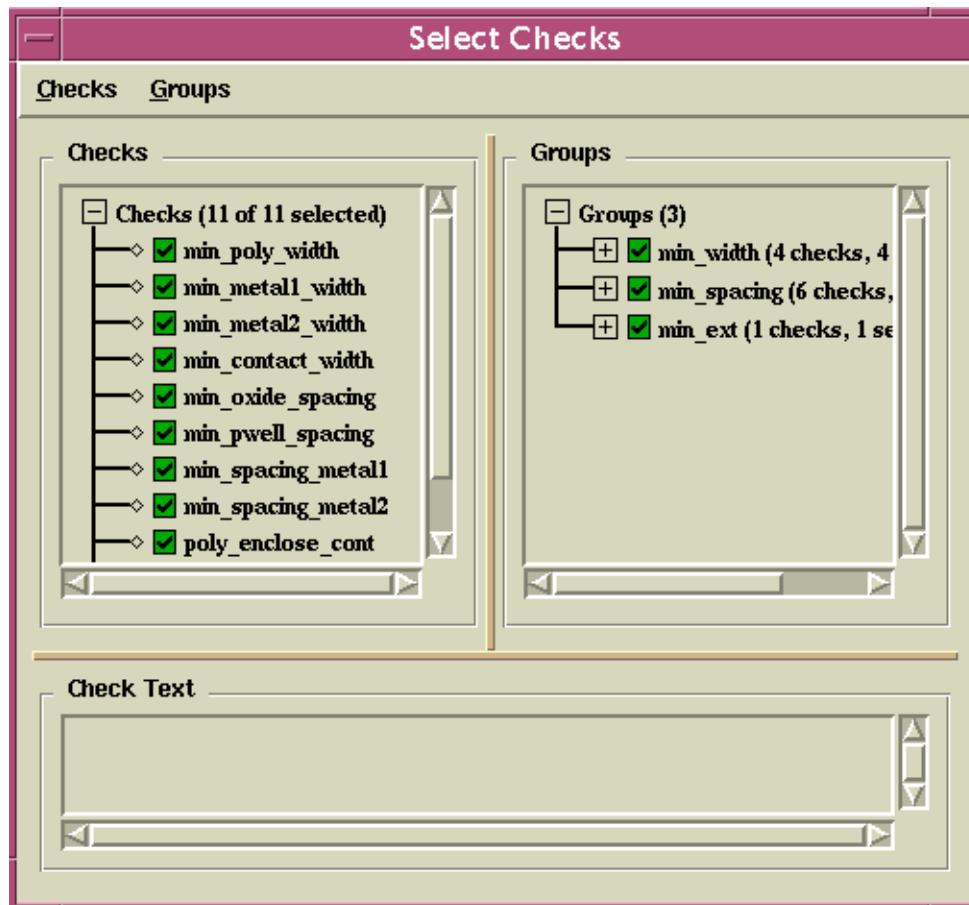 Select Checks
Checks Groups
Checks
Checks (11 of 11 selected)
min_poly_width
min_metal1_width
min_metal2_width
min_contact_width
min_oxide_spacing
min_pwell_spacing
min_spacing_metal1
min_spacing_metal2
poly_enclose_cont
Groups
Groups (3)
min_width (4 checks, 4
min_spacing (6 checks,
min_ext (1 checks, 1 se
Check Text